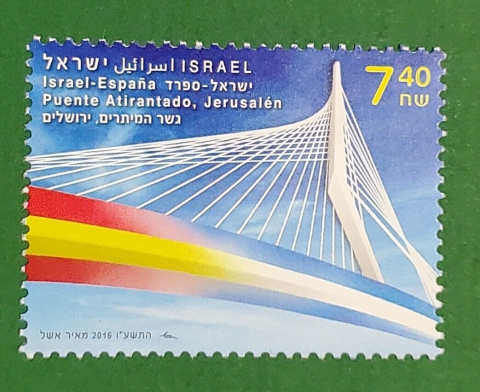 ישראל اسرائيل ISRAEL
Israel-España ישראל-ספרד
Puente Atirantado, Jerusalén
גשר המיתרים, ירושלים
7.40
שח
התשע"ו 2016 מאיר אשל